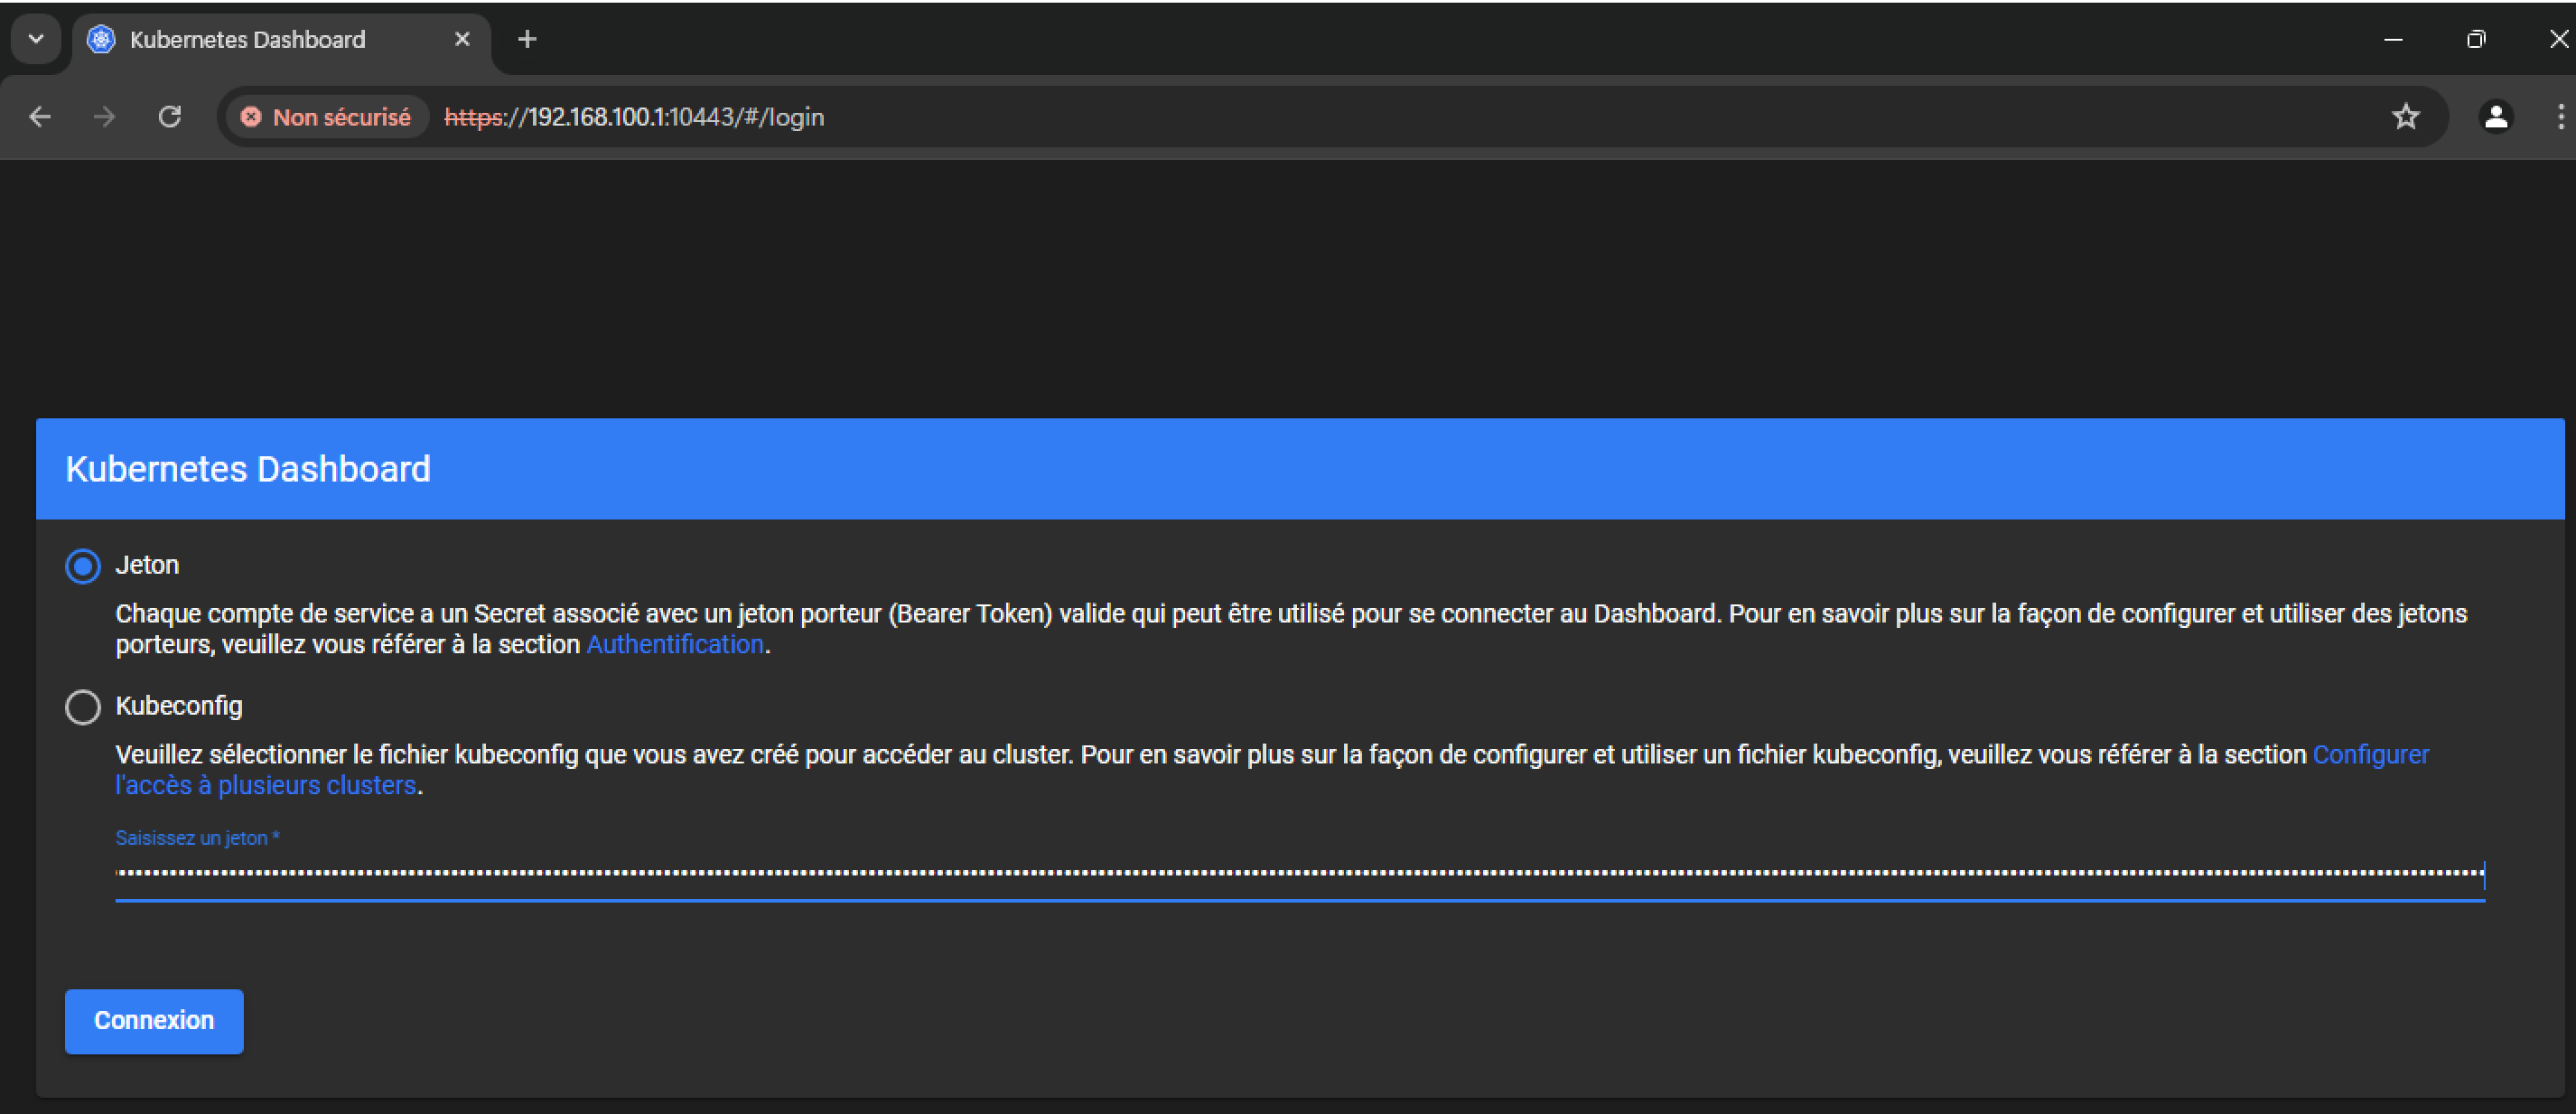 Kubernetes Dashboard
Non sécurisé https://192.168.100.1:10443/#/login
Kubernetes Dashboard
Jeton
Chaque compte de service a un Secret associé avec un jeton porteur (Bearer Token) valide qui peut être utilisé pour se connecter au Dashboard. Pour en savoir plus sur la façon de configurer et utiliser des jetons
porteurs, veuillez vous référer à la section Authentification.
Kubeconfig
Veuillez sélectionner le fichier kubeconfig que vous avez créé pour accéder au cluster. Pour en savoir plus sur la façon de configurer et utiliser un fichier kubeconfig, veuillez vous référer à la section Configurer
l'accès à plusieurs clusters.
Saisissez un jeton *
Connexion